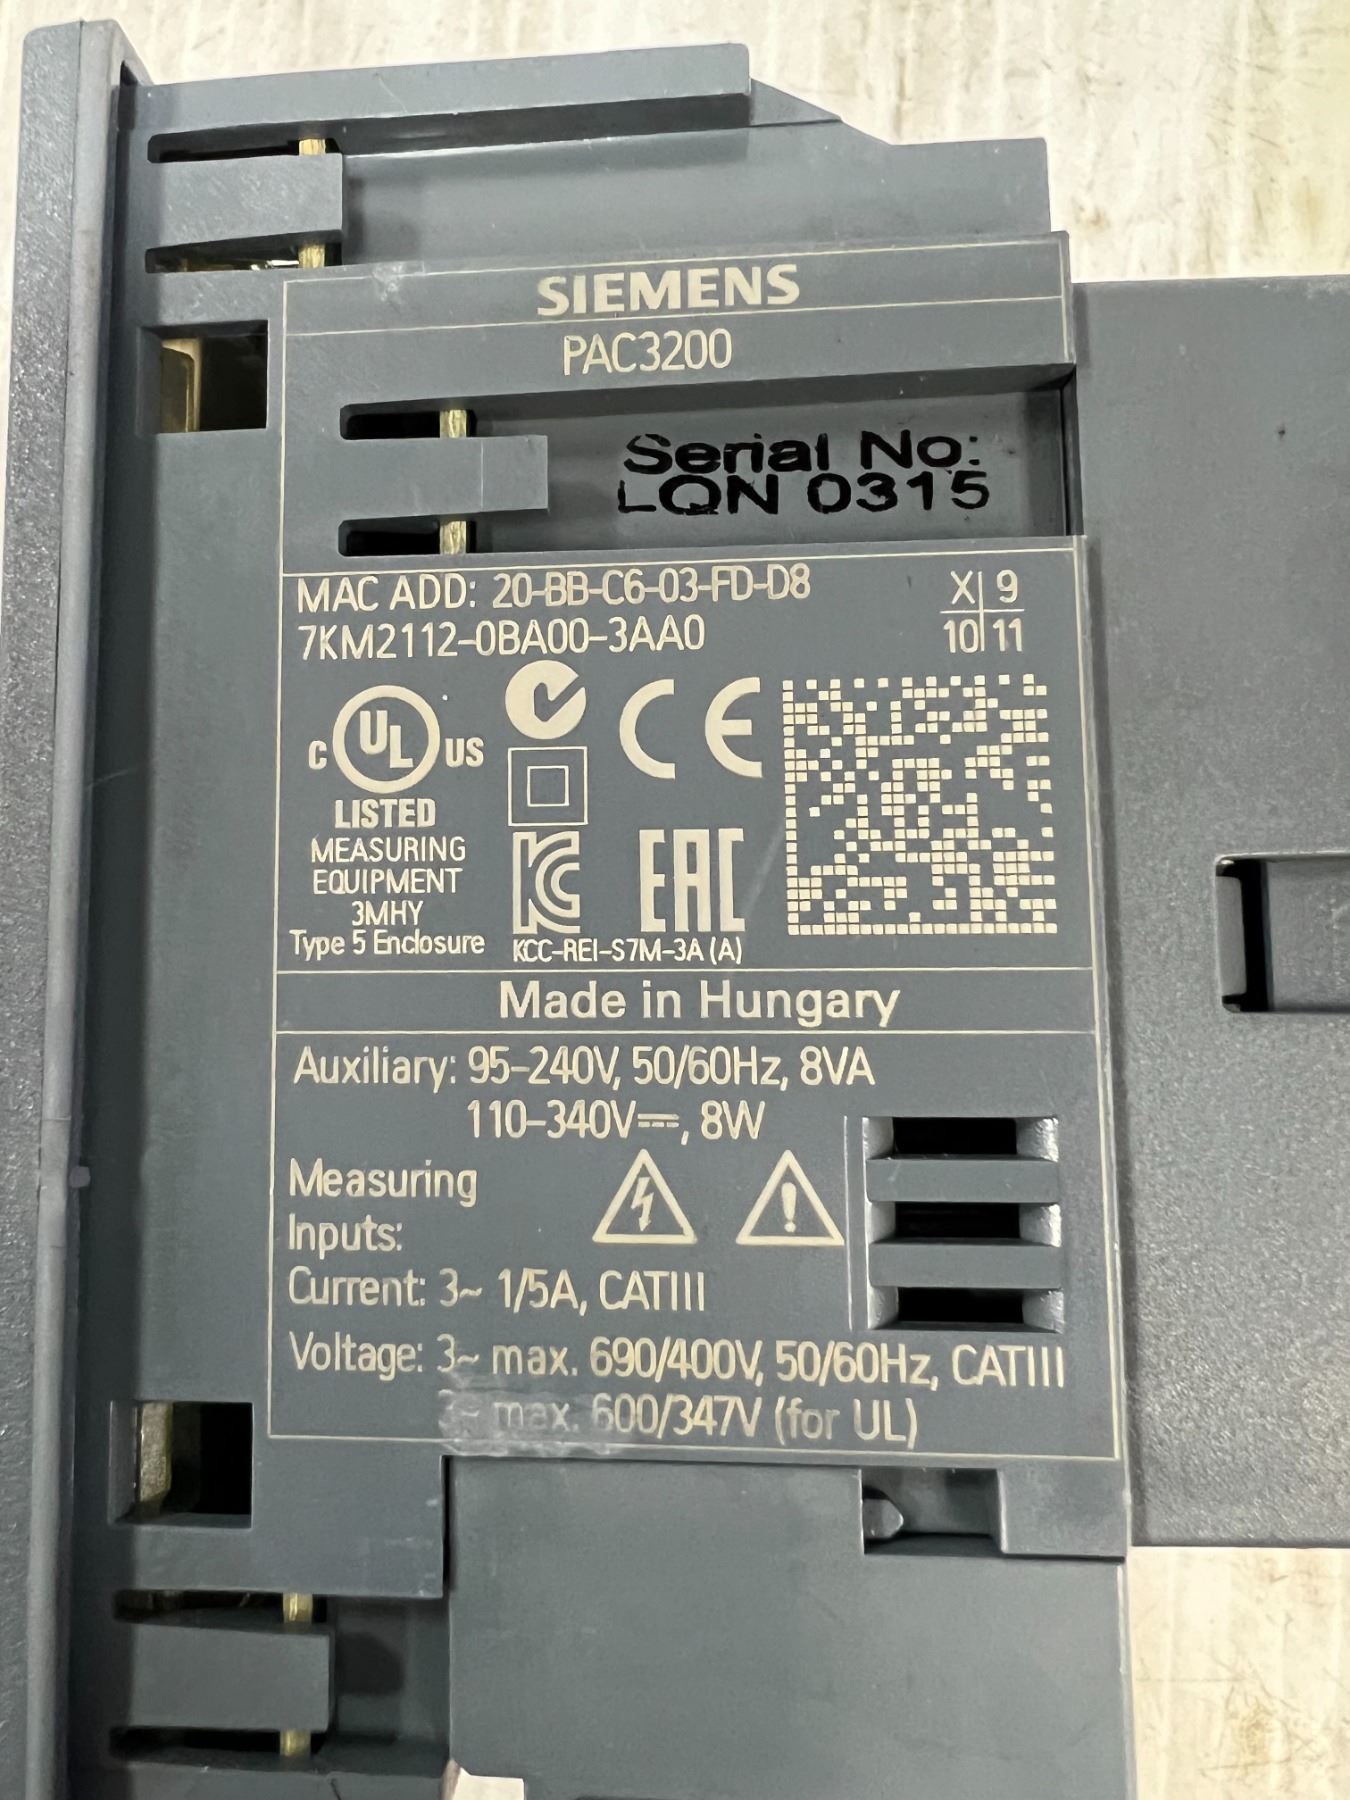 SIEMENS
PAC3200
Serial No:
LQN 0315
MAC ADD: 20-BB-C6-03-FD-D8
7KM2112-0BA00-3AA0
X 9
10 11
C UL US
LISTED
MEASURING
EQUIPMENT
3MHY
Type 5 Enclosure
CE
KC
EAC
KCC-REI-S7M-3A (A)
Made in Hungary
Auxiliary: 95-240V, 50/60Hz, 8VA
110-340V⎓, 8W
Measuring
Inputs:
Current: 3~ 1/5A, CATIII
Voltage: 3~ max. 690/400V, 50/60Hz, CATIII
3~ max. 600/347V (for UL)